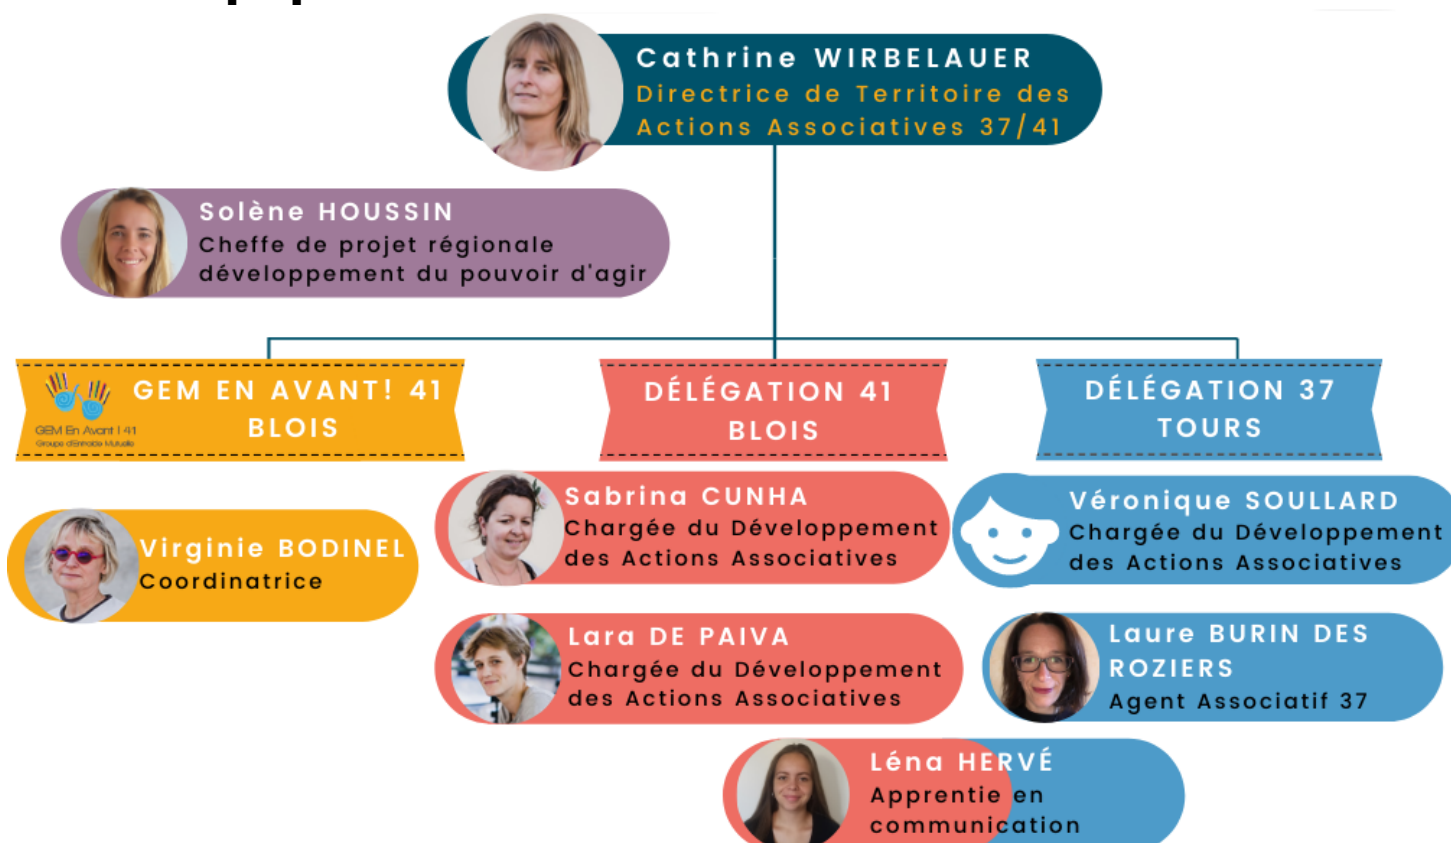 Cathrine WIRBELAUER
Directrice de Territoire des
Actions Associatives 37/41
Solène HOUSSIN
Cheffe de projet régionale
développement du pouvoir d'agir
GEM EN AVANT! 41
BLOIS
GEM En Avant ! 41
Groupe d'Entraide Mutuelle
DÉLÉGATION 41
BLOIS
DÉLÉGATION 37
TOURS
Virginie BODINEL
Coordinatrice
Sabrina CUNHA
Chargée du Développement
des Actions Associatives
Lara DE PAIVA
Chargée du Développement
des Actions Associatives
Véronique SOULLARD
Chargée du Développement
des Actions Associatives
Laure BURIN DES
ROZIERS
Agent Associatif 37
Léna HERVÉ
Apprentie en
communication